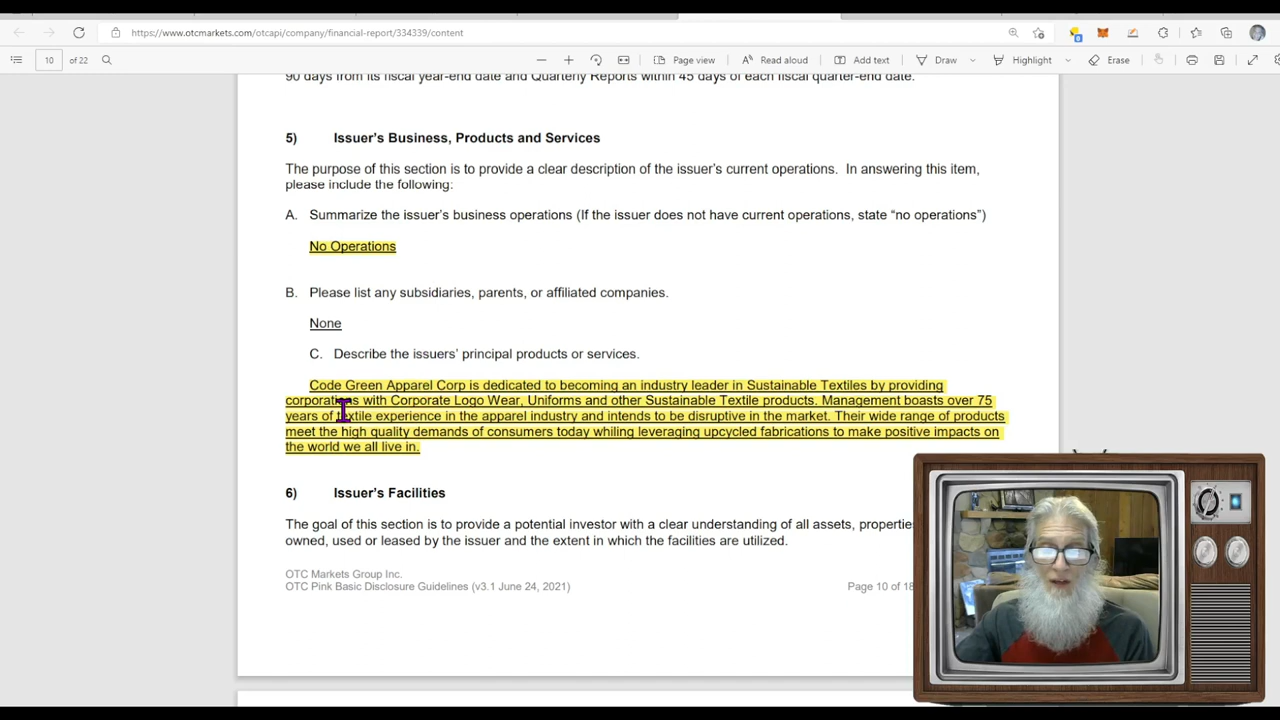 https://www.otcmarkets.com/otcapi/company/financial-report/334339/content
10 of 22
Page view
Read aloud
Add text
Draw
Highlight
Erase
90 days from its fiscal year-end date and Quarterly Reports within 45 days of each fiscal quarter-end date.
5) Issuer's Business, Products and Services
The purpose of this section is to provide a clear description of the issuer's current operations. In answering this item,
please include the following:
A. Summarize the issuer's business operations (If the issuer does not have current operations, state “no operations”)
No Operations
B. Please list any subsidiaries, parents, or affiliated companies.
None
C. Describe the issuers' principal products or services.
Code Green Apparel Corp is dedicated to becoming an industry leader in Sustainable Textiles by providing
corporations with Corporate Logo Wear, Uniforms and other Sustainable Textile products. Management boasts over 75
years of textile experience in the apparel industry and intends to be disruptive in the market. Their wide range of products
meet the high quality demands of consumers today whiling leveraging upcycled fabrications to make positive impacts on
the world we all live in.
6) Issuer's Facilities
The goal of this section is to provide a potential investor with a clear understanding of all assets, properties
owned, used or leased by the issuer and the extent in which the facilities are utilized.
OTC Markets Group Inc.
OTC Pink Basic Disclosure Guidelines (v3.1 June 24, 2021)
Page 10 of 18